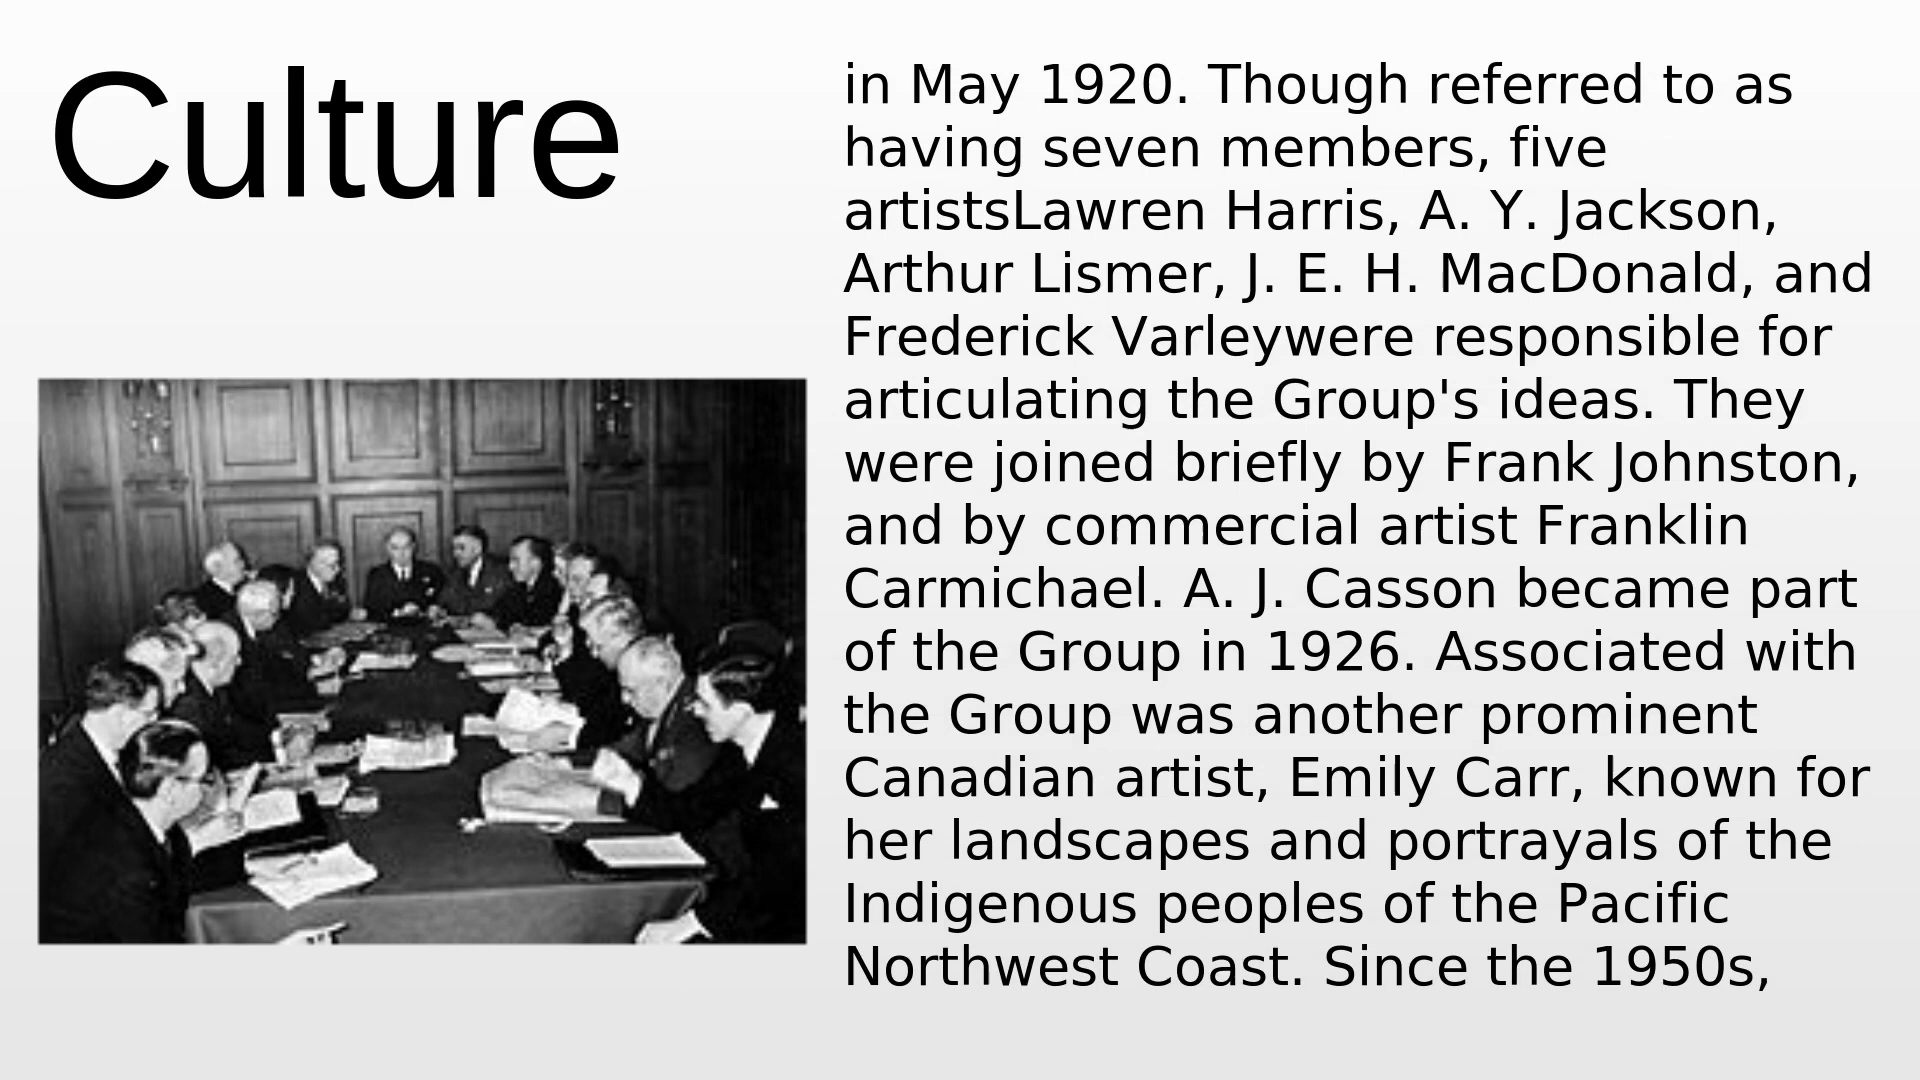 Culture
in May 1920. Though referred to as
having seven members, five
artistsLawren Harris, A. Y. Jackson,
Arthur Lismer, J. E. H. MacDonald, and
Frederick Varleywere responsible for
articulating the Group's ideas. They
were joined briefly by Frank Johnston,
and by commercial artist Franklin
Carmichael. A. J. Casson became part
of the Group in 1926. Associated with
the Group was another prominent
Canadian artist, Emily Carr, known for
her landscapes and portrayals of the
Indigenous peoples of the Pacific
Northwest Coast. Since the 1950s,